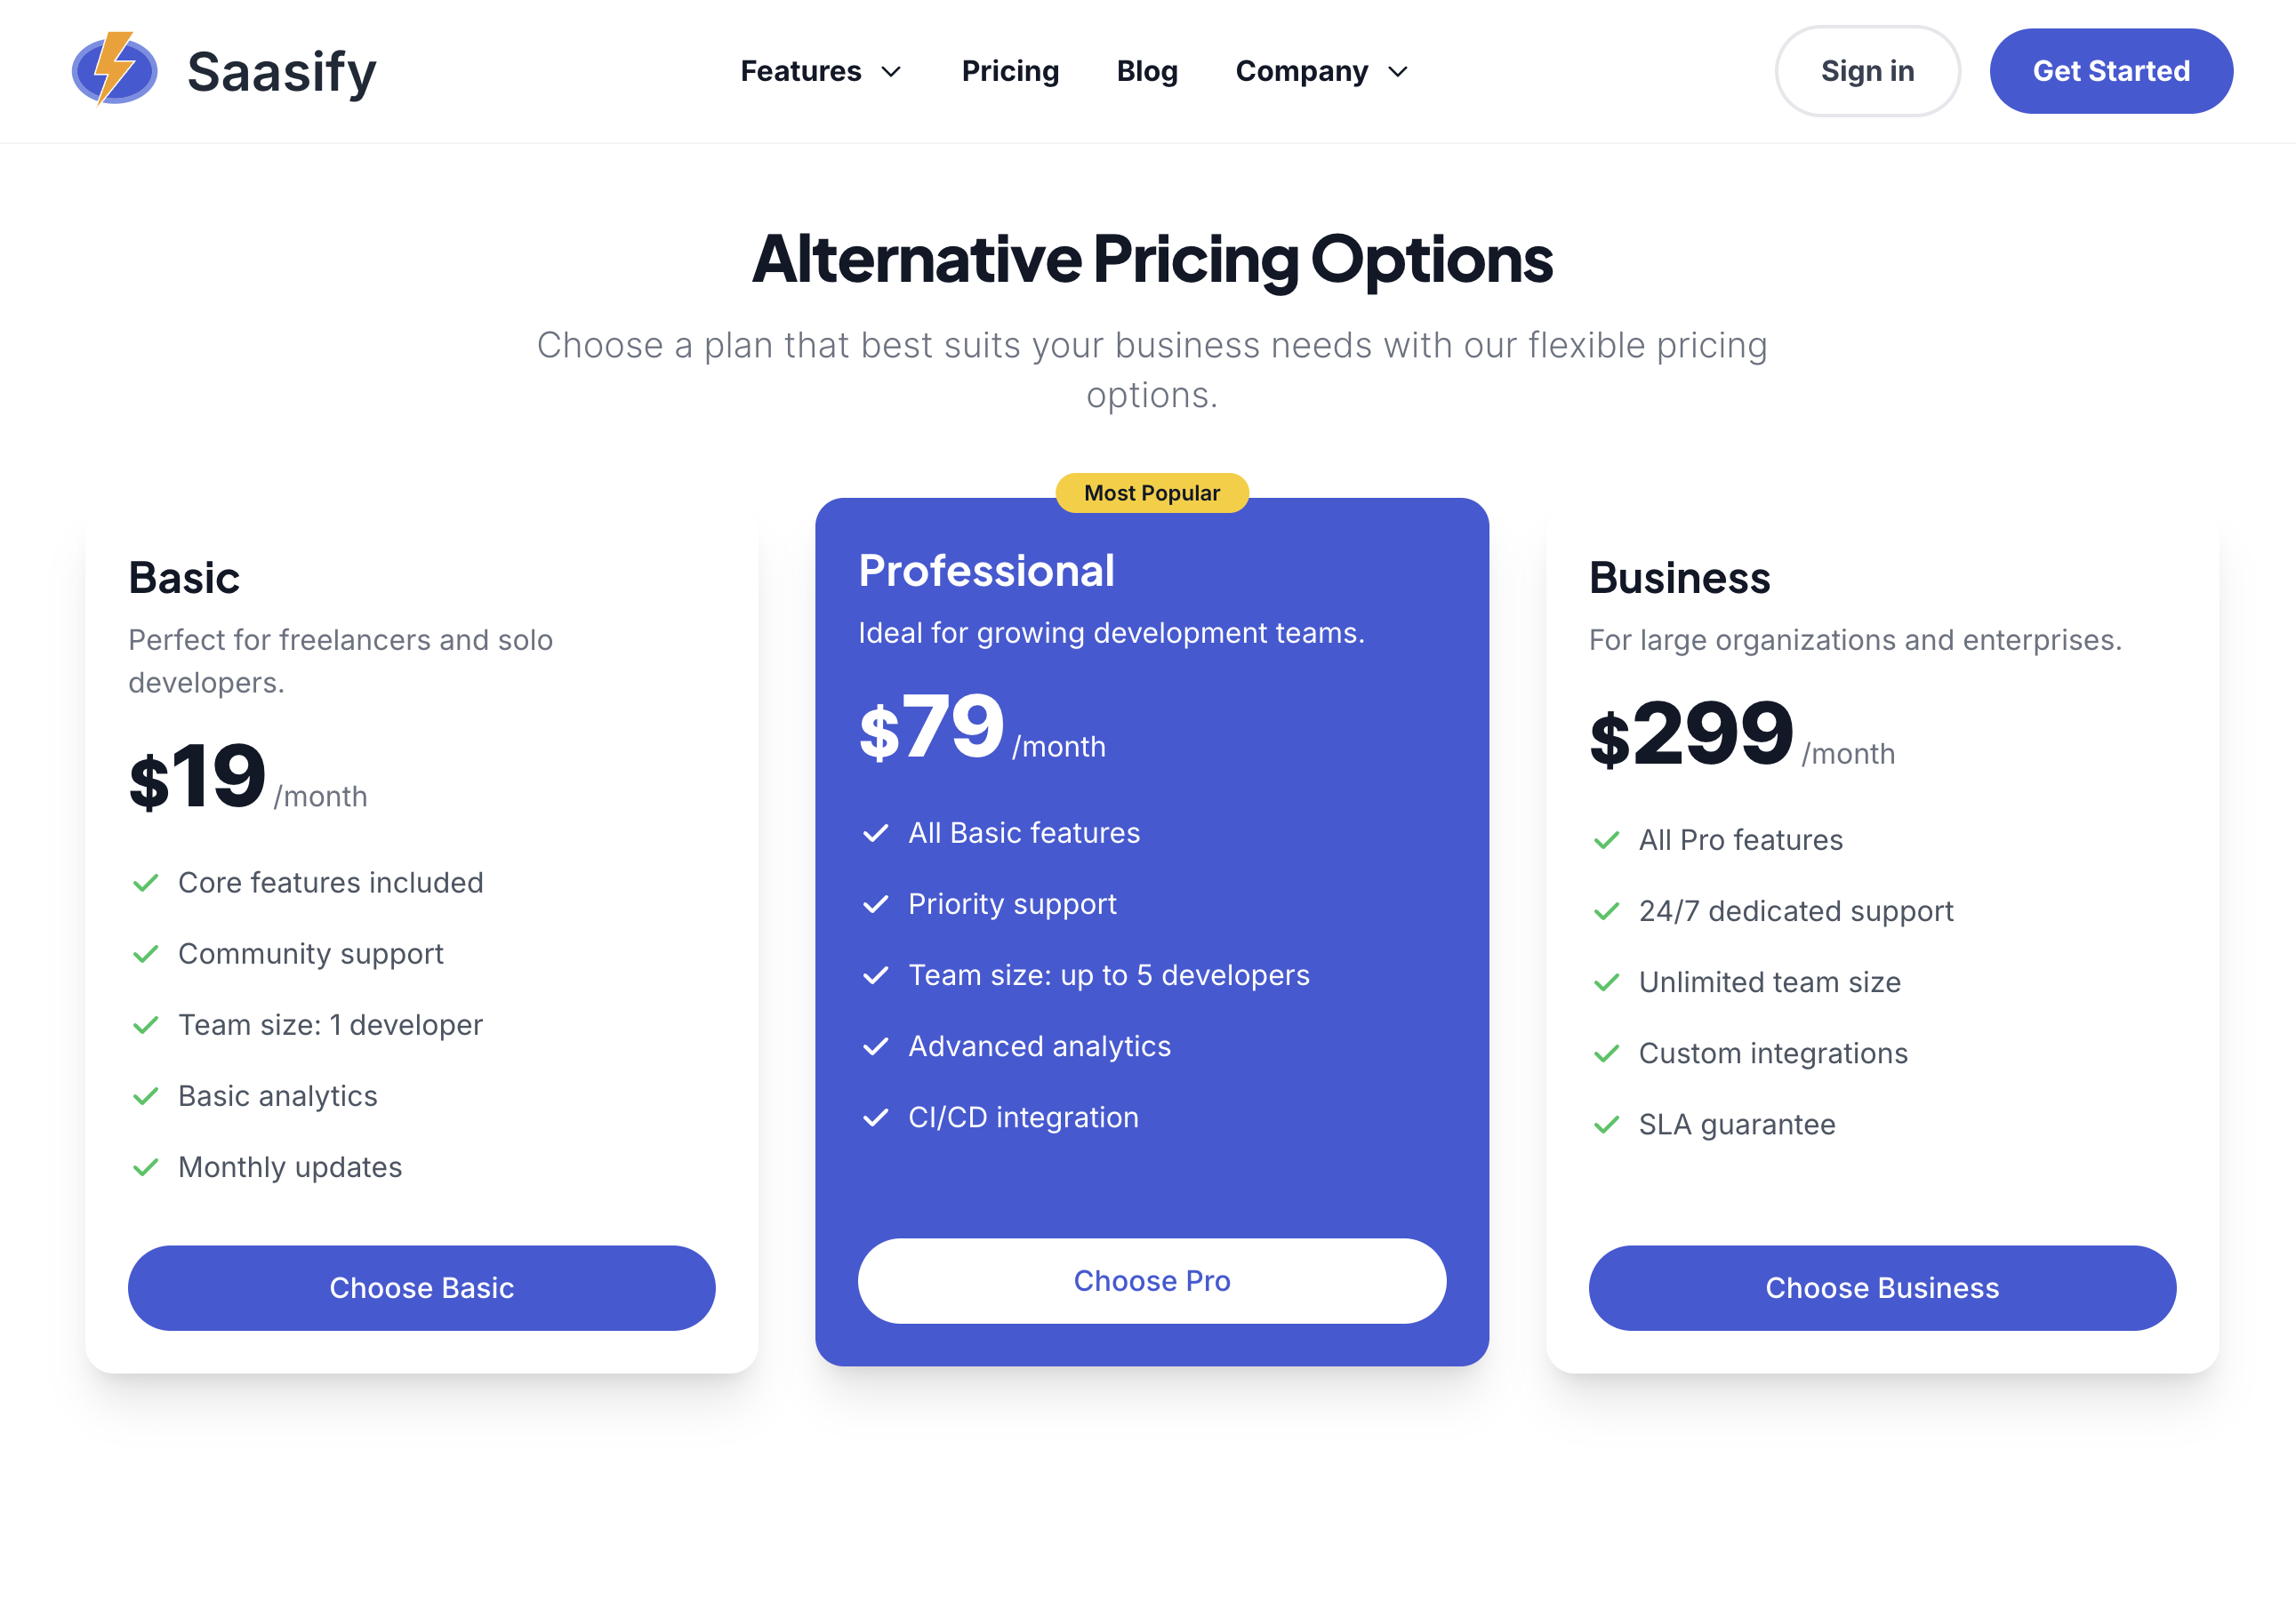 Saasify
Features
Pricing
Blog
Company
Sign in
Get Started
Alternative Pricing Options
Choose a plan that best suits your business needs with our flexible pricing
options.
Basic
Perfect for freelancers and solo
developers.
$19 /month
Core features included
Community support
Team size: 1 developer
Basic analytics
Monthly updates
Choose Basic
Most Popular
Professional
Ideal for growing development teams.
$79 /month
All Basic features
Priority support
Team size: up to 5 developers
Advanced analytics
CI/CD integration
Choose Pro
Business
For large organizations and enterprises.
$299 /month
All Pro features
24/7 dedicated support
Unlimited team size
Custom integrations
SLA guarantee
Choose Business